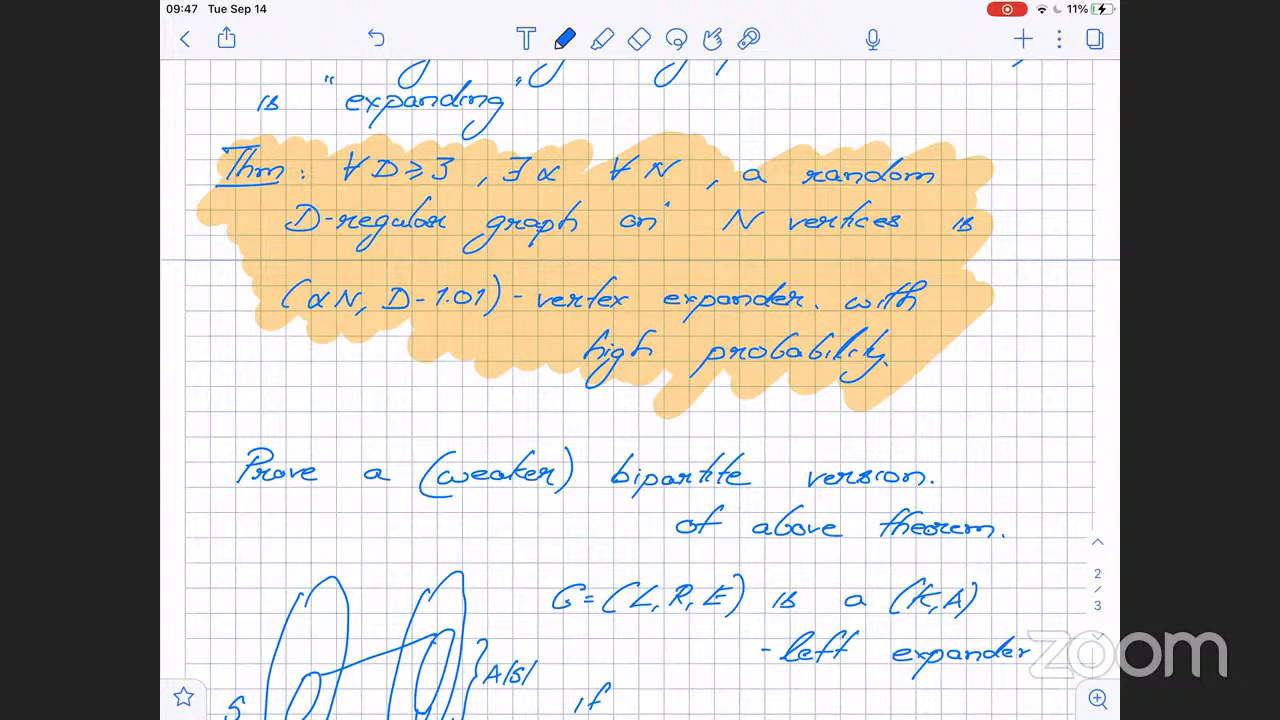 09:47 Tue Sep 14
11%
T
is "expanding"
Thm: ∀ D≥3, ∃ α ∀ N, a random
D-regular graph on N vertices is
(αN, D-1.01) - vertex expander. with
high probability.
Prove a (weaker) bipartite version.
of above theorem.
G=(L, R, E) is a (K, A)
- left expander
A|S|
if
S
2
/
3
zoom